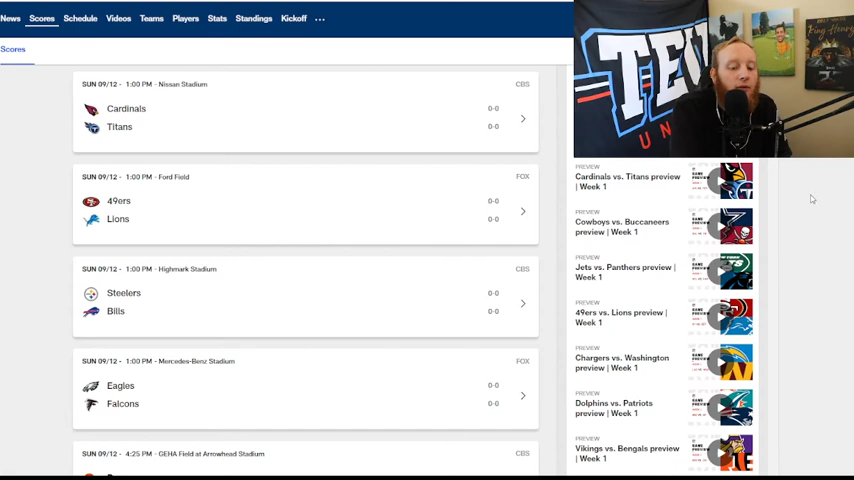 News Scores Schedule Videos Teams Players Stats Standings Kickoff ...
Scores
SUN 09/12 - 1:00 PM - Nissan Stadium CBS
Cardinals 0-0
Titans 0-0
SUN 09/12 - 1:00 PM - Ford Field FOX
49ers 0-0
Lions 0-0
SUN 09/12 - 1:00 PM - Highmark Stadium CBS
Steelers 0-0
Bills 0-0
SUN 09/12 - 1:00 PM - Mercedes-Benz Stadium FOX
Eagles 0-0
Falcons 0-0
SUN 09/12 - 4:25 PM - GEHA Field at Arrowhead Stadium CBS
King Henry
PREVIEW
Cardinals vs. Titans preview
| Week 1
PREVIEW
Cowboys vs. Buccaneers
preview | Week 1
PREVIEW
Jets vs. Panthers preview |
Week 1
PREVIEW
49ers vs. Lions preview |
Week 1
PREVIEW
Chargers vs. Washington
preview | Week 1
PREVIEW
Dolphins vs. Patriots
preview | Week 1
PREVIEW
Vikings vs. Bengals preview
| Week 1